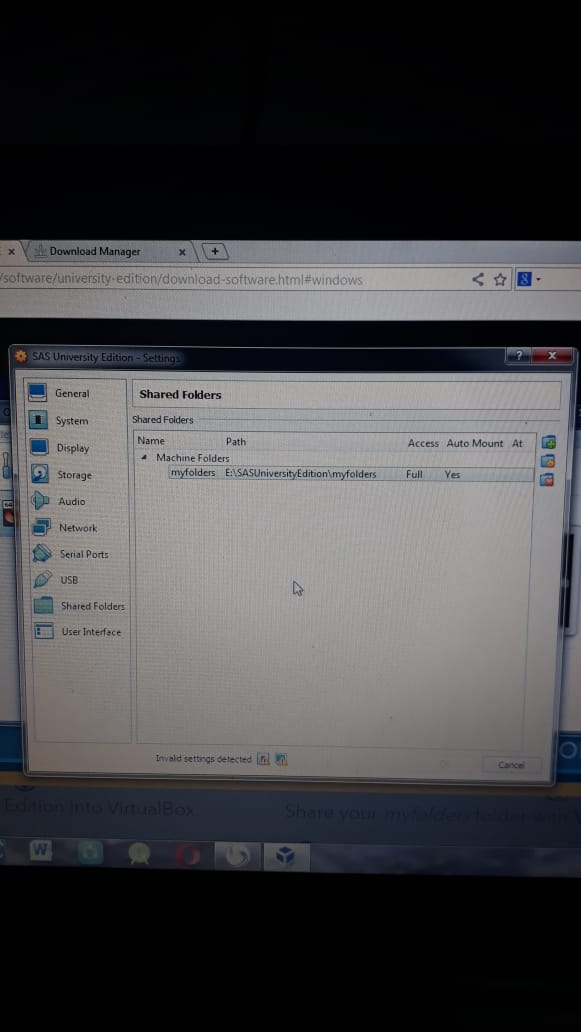 Download Manager
/software/university-edition/download-software.html#windows
SAS University Edition - Settings
General
System
Display
Storage
Audio
Network
Serial Ports
USB
Shared Folders
User Interface
Shared Folders
Shared Folders
Name Path Access Auto Mount At
Machine Folders
myfolders E:\SASUniversityEdition\myfolders Full Yes
Invalid settings detected
Cancel
Edition into VirtualBox
Share your myfolders folder with